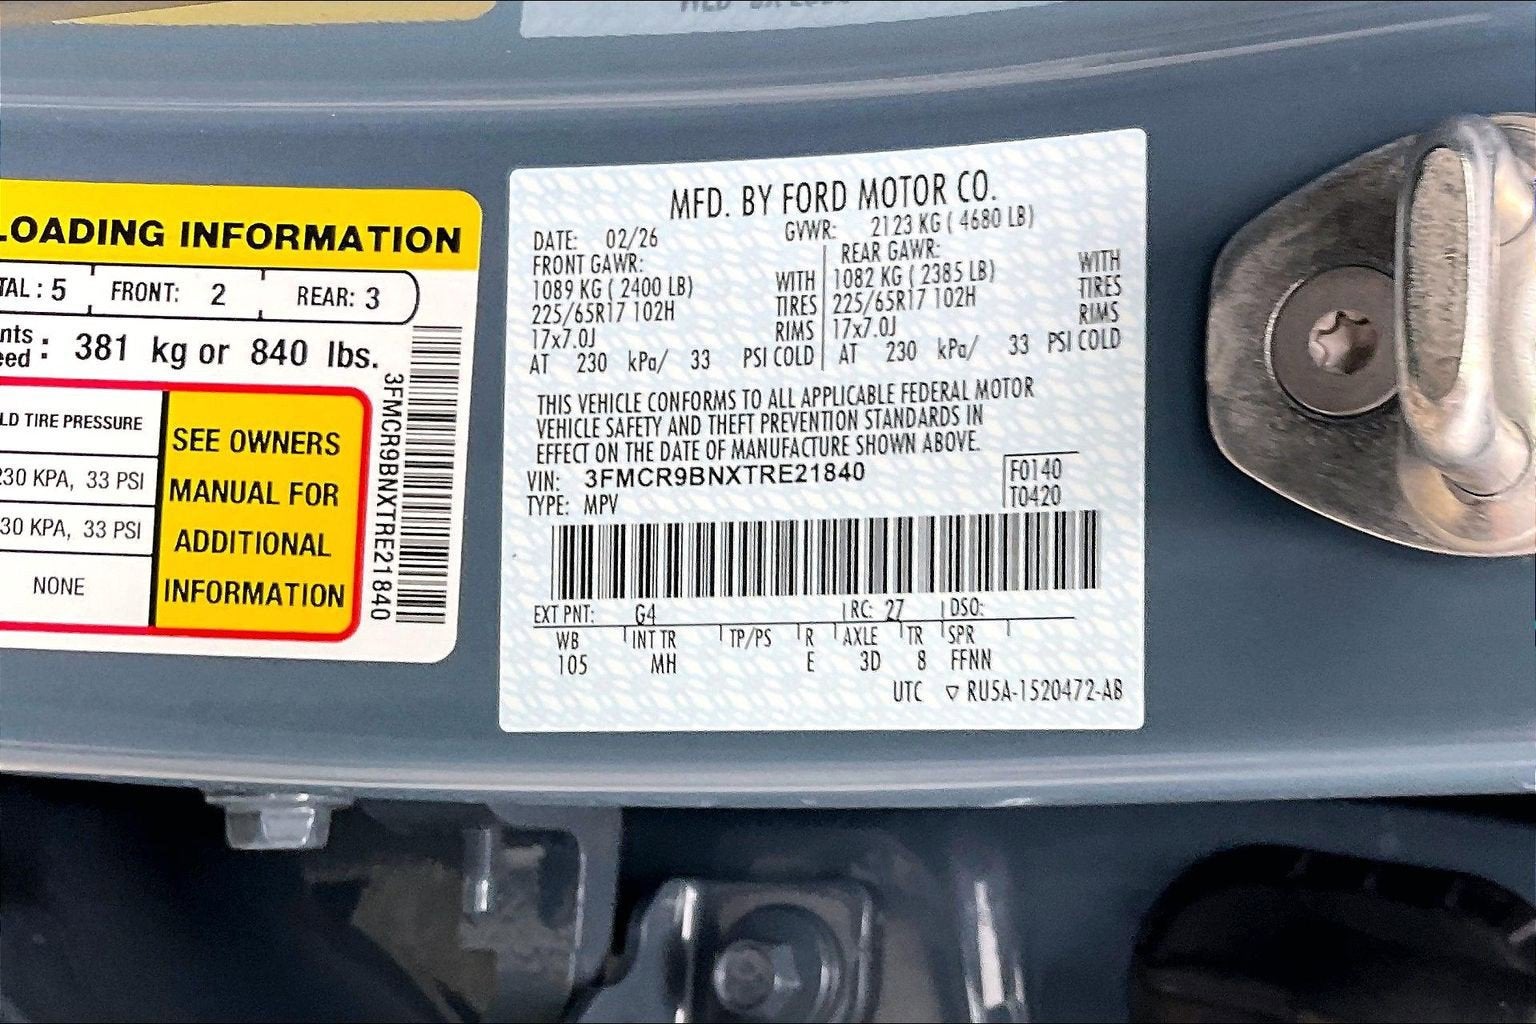 LOADING INFORMATION
TAL : 5 FRONT: 2 REAR: 3
nts
eed : 381 kg or 840 lbs.
LD TIRE PRESSURE
230 KPA, 33 PSI
30 KPA, 33 PSI
NONE
SEE OWNERS
MANUAL FOR
ADDITIONAL
INFORMATION
3FMCR9BNXTRE21840
MFD. BY FORD MOTOR CO.
DATE: 02/26 GVWR: 2123 KG ( 4680 LB)
FRONT GAWR: REAR GAWR:
1089 KG ( 2400 LB) WITH 1082 KG ( 2385 LB) WITH
225/65R17 102H TIRES 225/65R17 102H TIRES
17x7.0J RIMS 17x7.0J RIMS
AT 230 kPa/ 33 PSI COLD AT 230 kPa/ 33 PSI COLD
THIS VEHICLE CONFORMS TO ALL APPLICABLE FEDERAL MOTOR
VEHICLE SAFETY AND THEFT PREVENTION STANDARDS IN
EFFECT ON THE DATE OF MANUFACTURE SHOWN ABOVE.
VIN: 3FMCR9BNXTRE21840 F0140
TYPE: MPV T0420
EXT PNT: G4 RC: 27 DSO:
WB INT TR TP/PS R AXLE TR SPR
105 MH E 3D 8 FFNN
UTC ▽ RU5A-1520472-AB